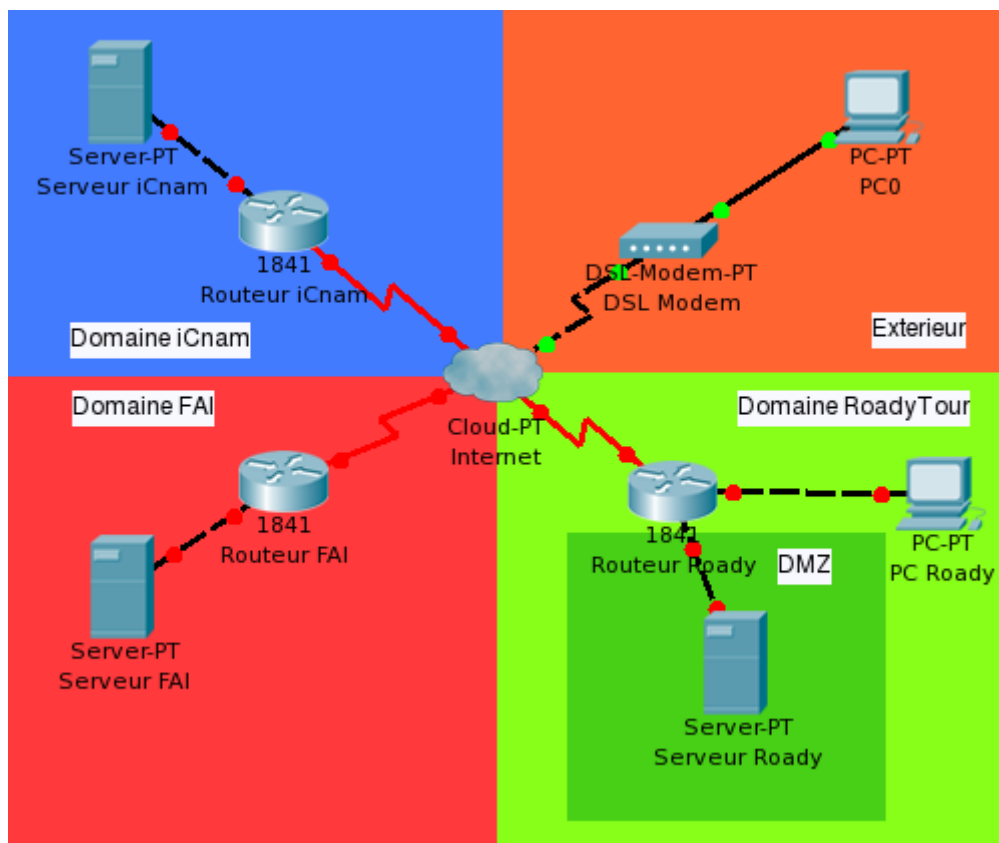 Server-PT
Serveur iCnam
1841
Routeur iCnam
Domaine iCnam
PC-PT
PC0
DSL-Modem-PT
DSL Modem
Exterieur
Domaine FAI
Cloud-PT
Internet
Domaine RoadyTour
1841
Routeur FAI
Server-PT
Serveur FAI
1841
Routeur Roady
DMZ
PC-PT
PC Roady
Server-PT
Serveur Roady